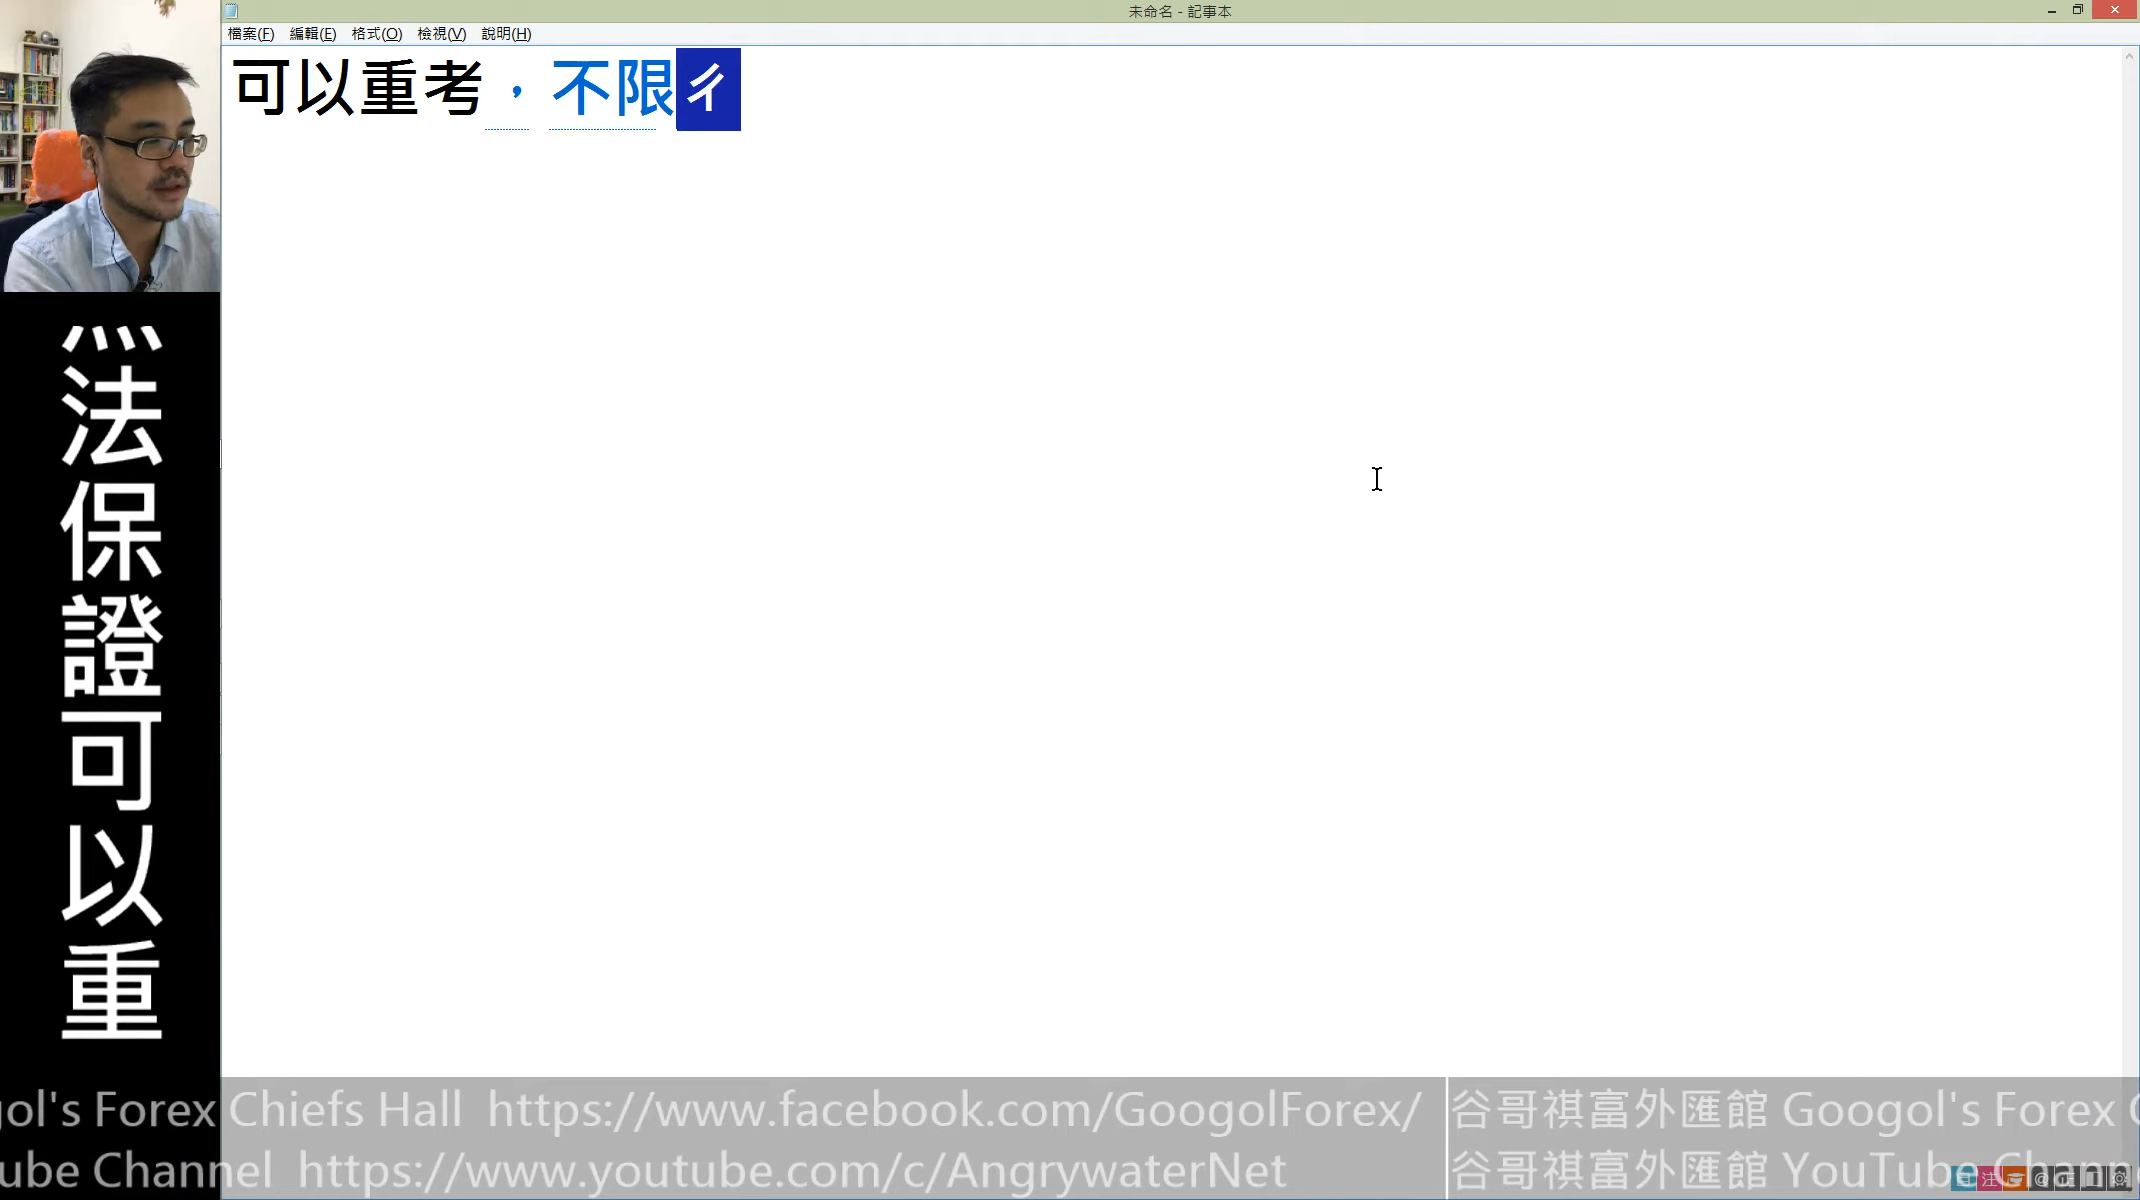 未命名 - 記事本
檔案(F) 編輯(E) 格式(O) 檢視(V) 說明(H)
可以重考，不限ㄔ
法保證可以重
gol's Forex Chiefs Hall https://www.facebook.com/GoogolForex/ 谷哥祺富外匯館 Googol's Forex
ube Channel https://www.youtube.com/c/AngrywaterNet 谷哥祺富外匯館 YouTube Chann